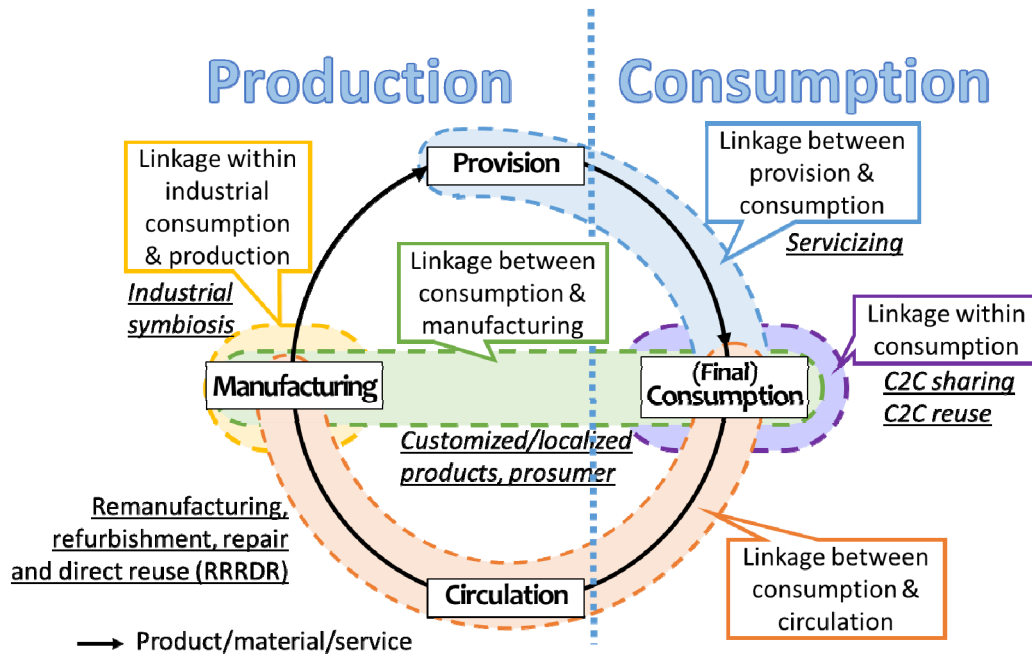 Production
Consumption
Linkage within
industrial
consumption
& production
Industrial
symbiosis
Provision
Linkage between
provision &
consumption
Servicizing
Linkage between
consumption &
manufacturing
Linkage within
consumption
C2C sharing
C2C reuse
Manufacturing
(Final)
Consumption
Customized/localized
products, prosumer
Remanufacturing,
refurbishment, repair
and direct reuse (RRRDR)
Circulation
Linkage between
consumption &
circulation
Product/material/service